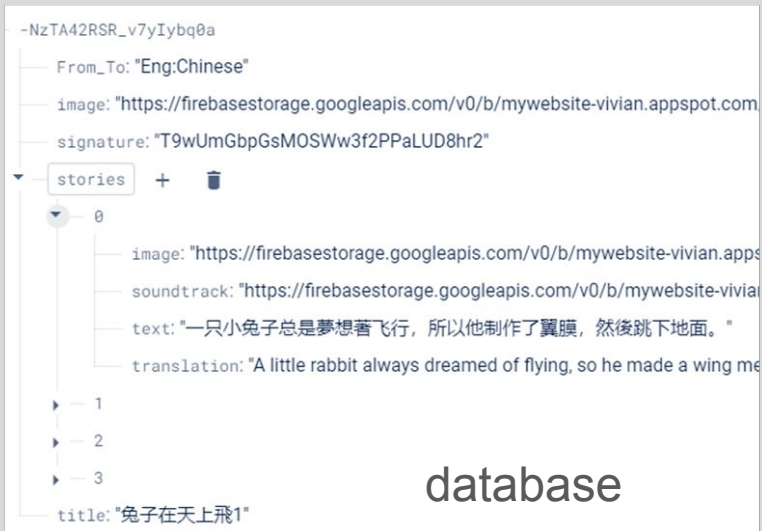 -NzTA42RSR_v7yIybq0a
From_To: "Eng:Chinese"
image: "https://firebasestorage.googleapis.com/v0/b/mywebsite-vivian.appspot.com
signature: "T9wUmGbpGsMOSWw3f2PPaLUD8hr2"
stories +
0
image: "https://firebasestorage.googleapis.com/v0/b/mywebsite-vivian.apps
soundtrack: "https://firebasestorage.googleapis.com/v0/b/mywebsite-vivia
text: "一只小兔子总是夢想著飞行，所以他制作了翼膜，然後跳下地面。"
translation: "A little rabbit always dreamed of flying, so he made a wing me
1
2
3
database
title: "兔子在天上飛1"